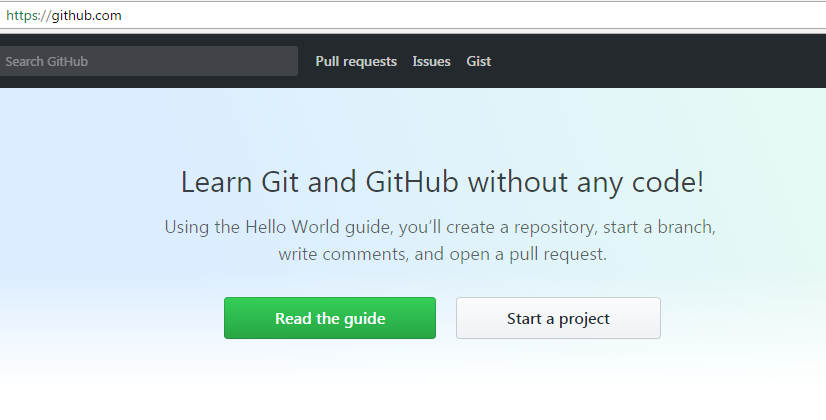 https://github.com
Search GitHub
Pull requests
Issues
Gist
Learn Git and GitHub without any code!
Using the Hello World guide, you’ll create a repository, start a branch,
write comments, and open a pull request.
Read the guide
Start a project